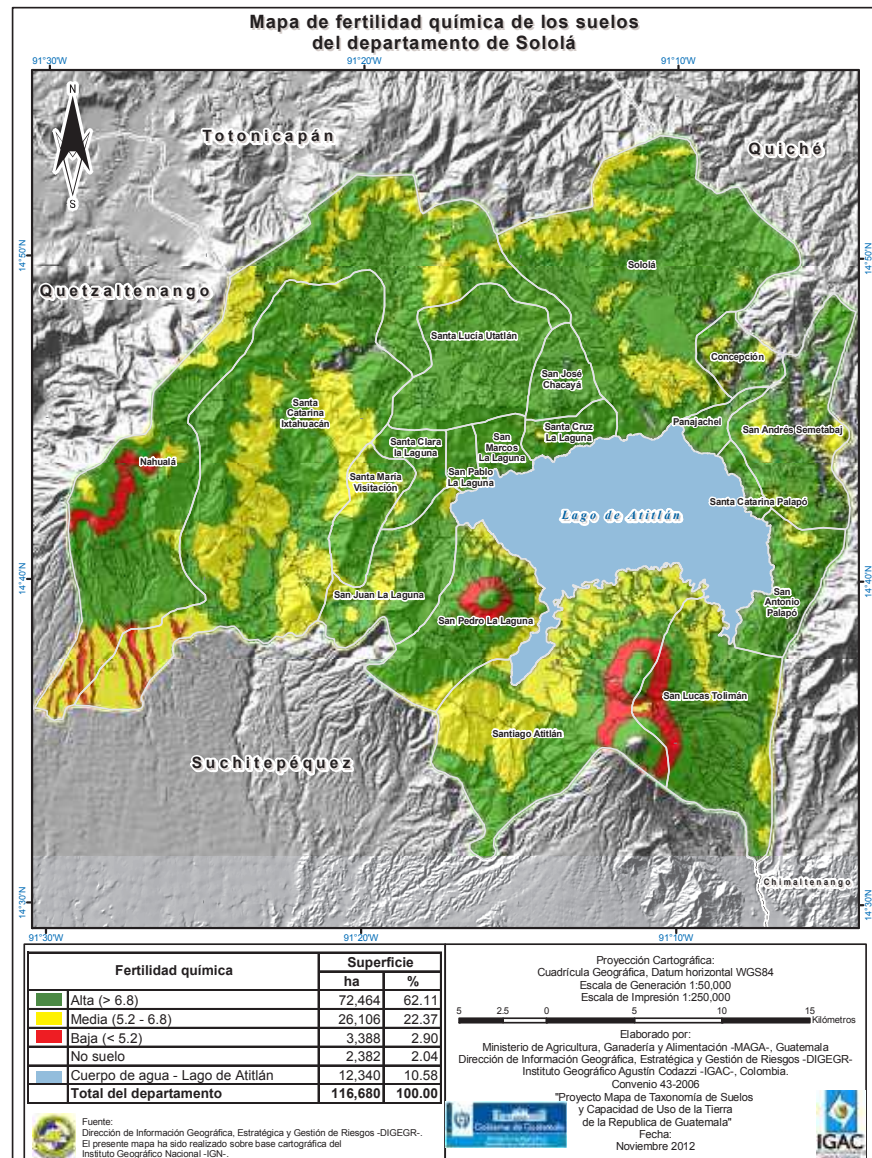 Mapa de fertilidad química de los suelos
del departamento de Sololá
91°30'W
91°20'W
91°10'W
N
S
Totonicapán
Quiché
14°50'N
14°50'N
Quetzaltenango
Sololá
Santa Lucía Utatlán
Concepción
San José
Chacayá
Santa
Catarina
Ixtahuacán
Panajachel
San Andrés Semetabaj
Santa Cruz
La Laguna
San
Marcos
La Laguna
Santa Clara
la Laguna
Nahualá
San Pablo
La Laguna
Santa María
Visitación
Santa Catarina Palapó
Lago de Atitlán
14°40'N
14°40'N
San Juan La Laguna
San
Antonio
Palapó
San Pedro La Laguna
San Lucas Tolimán
Santiago Atitlán
Suchitepéquez
Chimaltenango
14°30'N
14°30'N
91°30'W
91°20'W
91°10'W
Fertilidad química
Superficie
ha
%
Alta (> 6.8) 72,464 62.11
Media (5.2 - 6.8) 26,106 22.37
Baja (< 5.2) 3,388 2.90
No suelo 2,382 2.04
Cuerpo de agua - Lago de Atitlán 12,340 10.58
Total del departamento 116,680 100.00
Fuente:
Dirección de Información Geográfica, Estratégica y Gestión de Riesgos -DIGEGR-.
El presente mapa ha sido realizado sobre base cartográfica del
Instituto Geográfico Nacional -IGN-.
Proyección Cartográfica:
Cuadrícula Geográfica, Datum horizontal WGS84
Escala de Generación 1:50,000
Escala de Impresión 1:250,000
5 2.5 0 5 10 15
Kilómetros
Elaborado por:
Ministerio de Agricultura, Ganadería y Alimentación -MAGA-, Guatemala
Dirección de Información Geográfica, Estratégica y Gestión de Riesgos -DIGEGR-
Instituto Geográfico Agustín Codazzi -IGAC-, Colombia.
Convenio 43-2006
"Proyecto Mapa de Taxonomía de Suelos
y Capacidad de Uso de la Tierra
de la Republica de Guatemala"
Fecha:
Noviembre 2012
Gobierno de Guatemala
IGAC